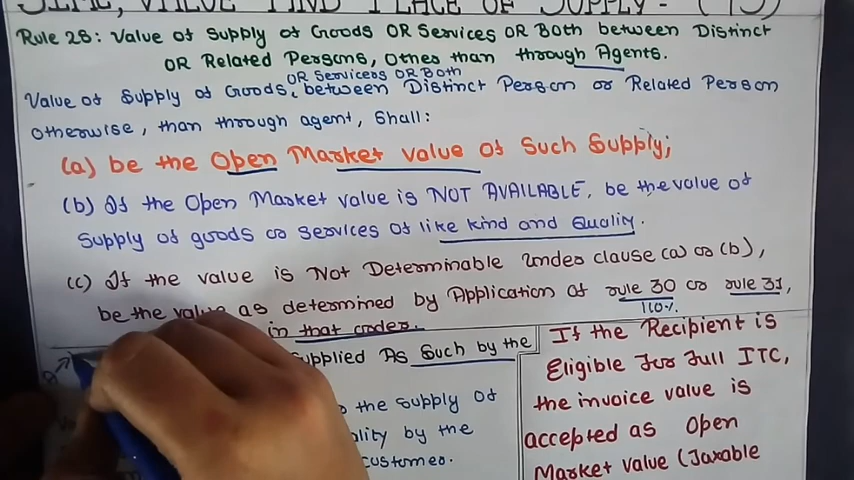 TIME, VALUE AND PLACE OF SUPPLY -
Rule 28: Value of Supply of Goods OR Services OR Both between Distinct
OR Related Persons, Other than through Agents.
OR Services OR Both
Value of Supply of Goods, between Distinct Person or Related Person
otherwise, than through agent, Shall:
(a) be the Open Market value of Such Supply;
(b) If the Open Market value is NOT AVAILABLE, be the value of
Supply of goods or services of like kind and Quality.
(c) If the value is Not Determinable Under clause (a) or (b),
be the value as determined by Application of rule 30 or rule 31,
110%
in that order.
Supplied As Such by the
the supply of
by the
customer.
If the Recipient is
Eligible for full ITC,
the invoice value is
accepted as Open
Market value (Taxable